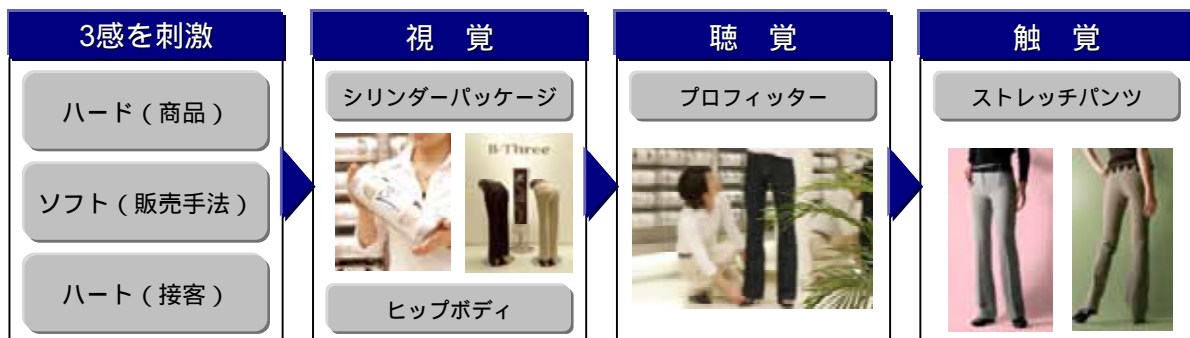 3感を刺激
ハード（商品）
ソフト（販売手法）
ハート（接客）
視　覚
シリンダーパッケージ
B-Three
ヒップボディ
聴　覚
プロフィッター
触　覚
ストレッチパンツ